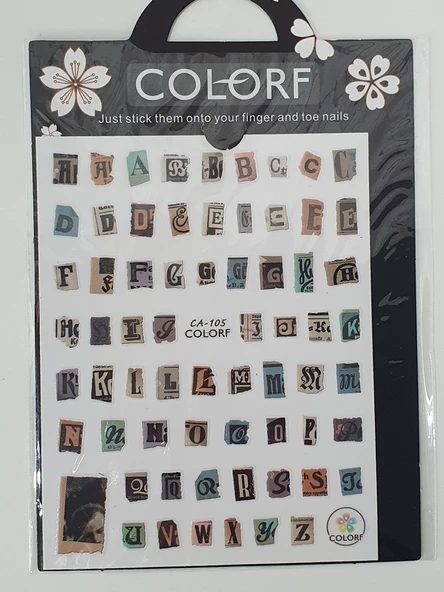 COLORF
Just stick them onto your finger and toe nails
A A A B B B C C C
D D D E E E E E E
F F F G G G G H H
H I I J CA-105 COLORF J J K K
K K L L L M M M M
N N N O O O P P
Q Q R R S S T
U V W X Y Z COLORF